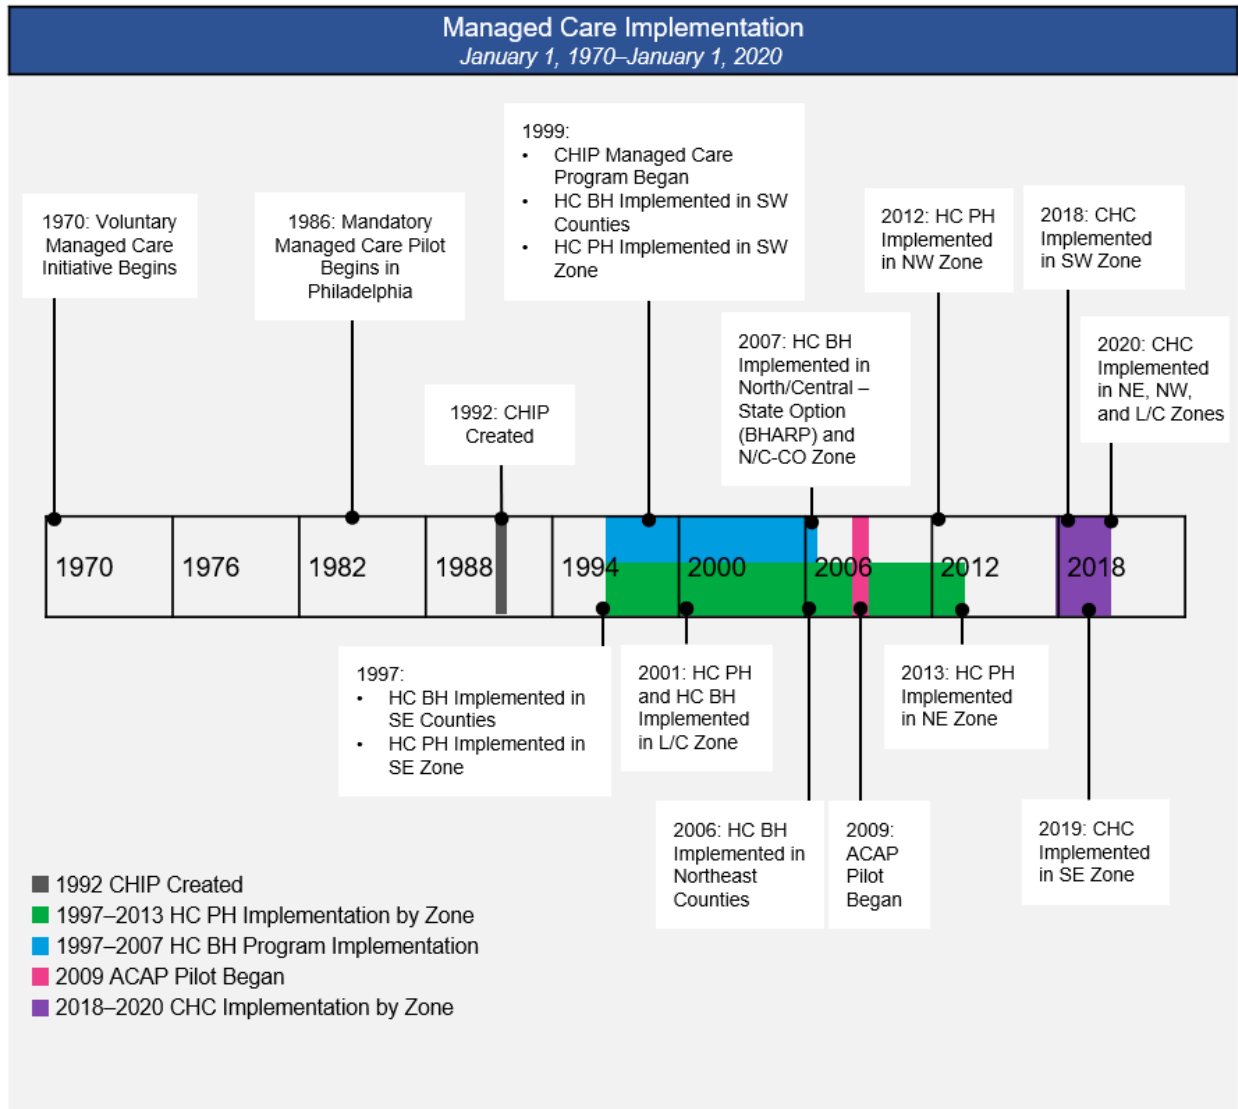 Managed Care Implementation
January 1, 1970–January 1, 2020
1970: Voluntary
Managed Care
Initiative Begins
1986: Mandatory
Managed Care Pilot
Begins in
Philadelphia
1992: CHIP
Created
1999:
• CHIP Managed Care
Program Began
• HC BH Implemented in SW
Counties
• HC PH Implemented in SW
Zone
2007: HC BH
Implemented in
North/Central –
State Option
(BHARP) and
N/C-CO Zone
2012: HC PH
Implemented
in NW Zone
2018: CHC
Implemented
in SW Zone
2020: CHC
Implemented
in NE, NW,
and L/C Zones
1970
1976
1982
1988
1994
2000
2006
2012
2018
1997:
• HC BH Implemented in
SE Counties
• HC PH Implemented in
SE Zone
2001: HC PH
and HC BH
Implemented
in L/C Zone
2006: HC BH
Implemented in
Northeast
Counties
2009:
ACAP
Pilot
Began
2013: HC PH
Implemented
in NE Zone
2019: CHC
Implemented
in SE Zone
1992 CHIP Created
1997–2013 HC PH Implementation by Zone
1997–2007 HC BH Program Implementation
2009 ACAP Pilot Began
2018–2020 CHC Implementation by Zone